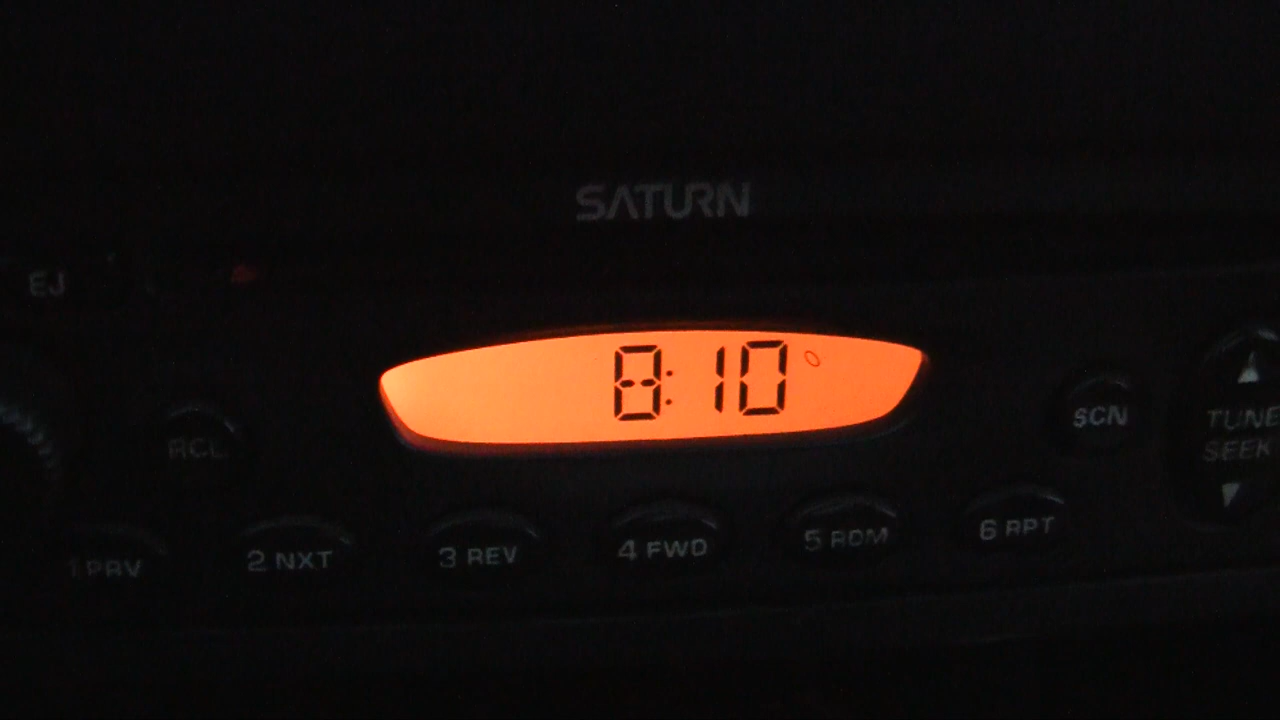 SATURN
EJ
8:10
RCL
SCN
TUNE
SEEK
1 PRV
2 NXT
3 REV
4 FWD
5 RDM
6 RPT